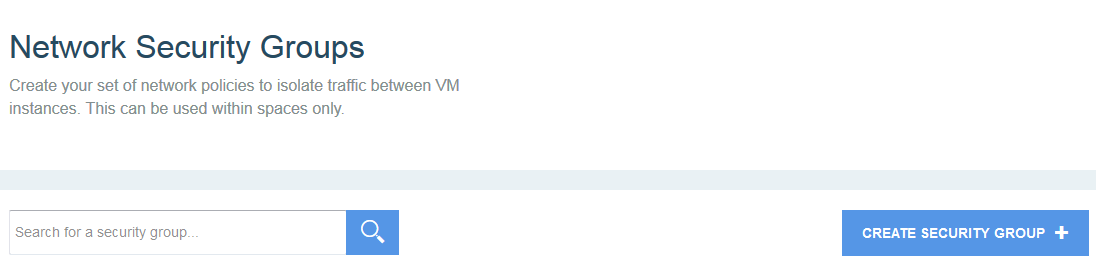 Network Security Groups
Create your set of network policies to isolate traffic between VM
instances. This can be used within spaces only.
Search for a security group...
CREATE SECURITY GROUP +